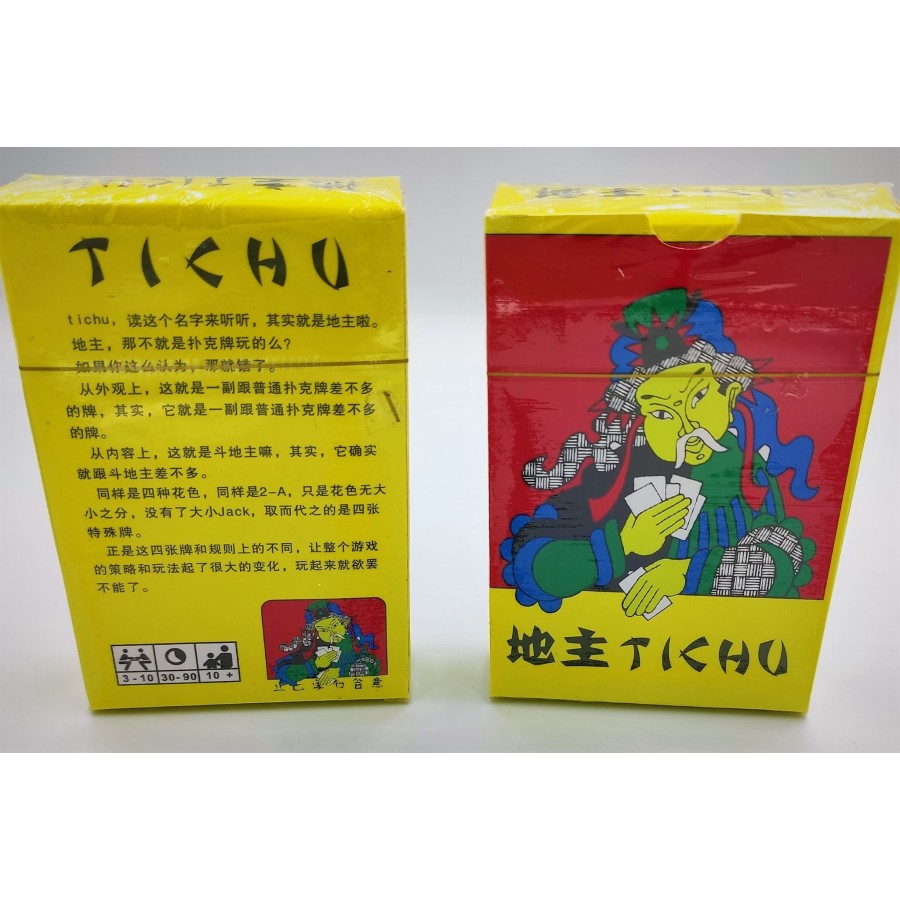 TICHU
tichu，读这个名字来听听，其实就是地主啦。
地主，那不就是扑克牌玩的么?
如果你这么认为，那就错了。
从外观上，这就是一副跟普通扑克牌差不多
的牌，其实，它就是一副跟普通扑克牌差不多
的牌。
从内容上，这就是斗地主嘛，其实，它确实
就跟斗地主差不多。
同样是四种花色，同样是2-A，只是花色无大
小之分，没有了大小Jack，取而代之的是四张
特殊牌。
正是这四张牌和规则上的不同，让整个游戏
的策略和玩法起了很大的变化，玩起来就欲罢
不能了。
3-10 30-90 10 +
地主 TICHU